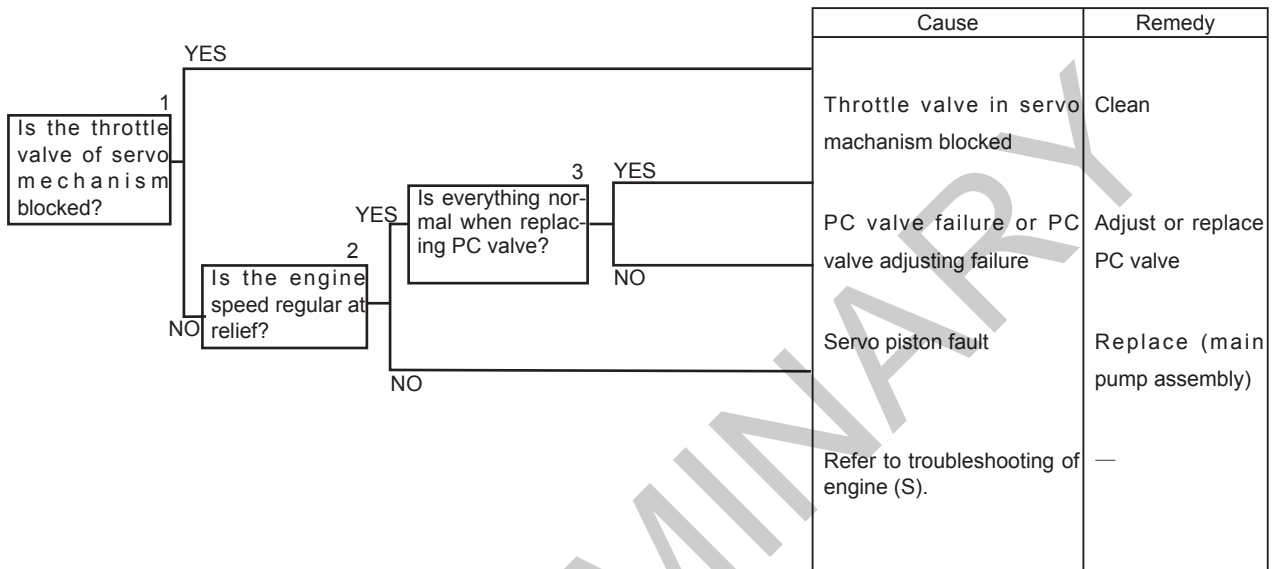 Cause
Remedy
YES
1
Is the throttle
valve of servo
mechanism
blocked?
Throttle valve in servo
machanism blocked
Clean
3
YES
Is everything nor-
mal when replac-
ing PC valve?
YES
NO
PC valve failure or PC
valve adjusting failure
Adjust or replace
PC valve
2
Is the engine
speed regular at
relief?
NO
NO
Servo piston fault
Replace (main
pump assembly)
Refer to troubleshooting of
engine (S).
—
MINARY